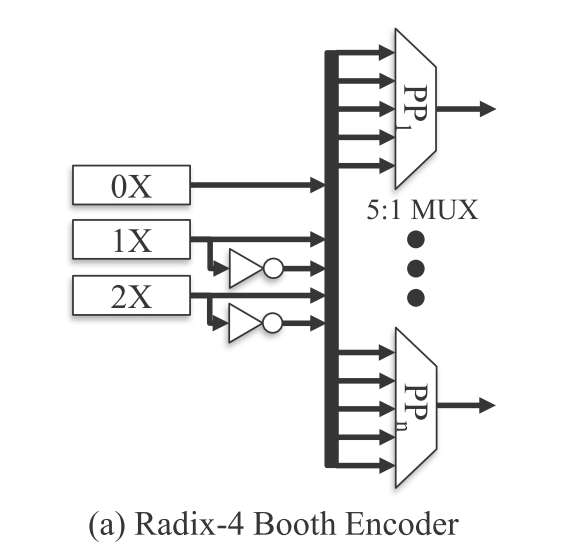 PP1
0X
5:1 MUX
1X
2X
PPn
(a) Radix-4 Booth Encoder